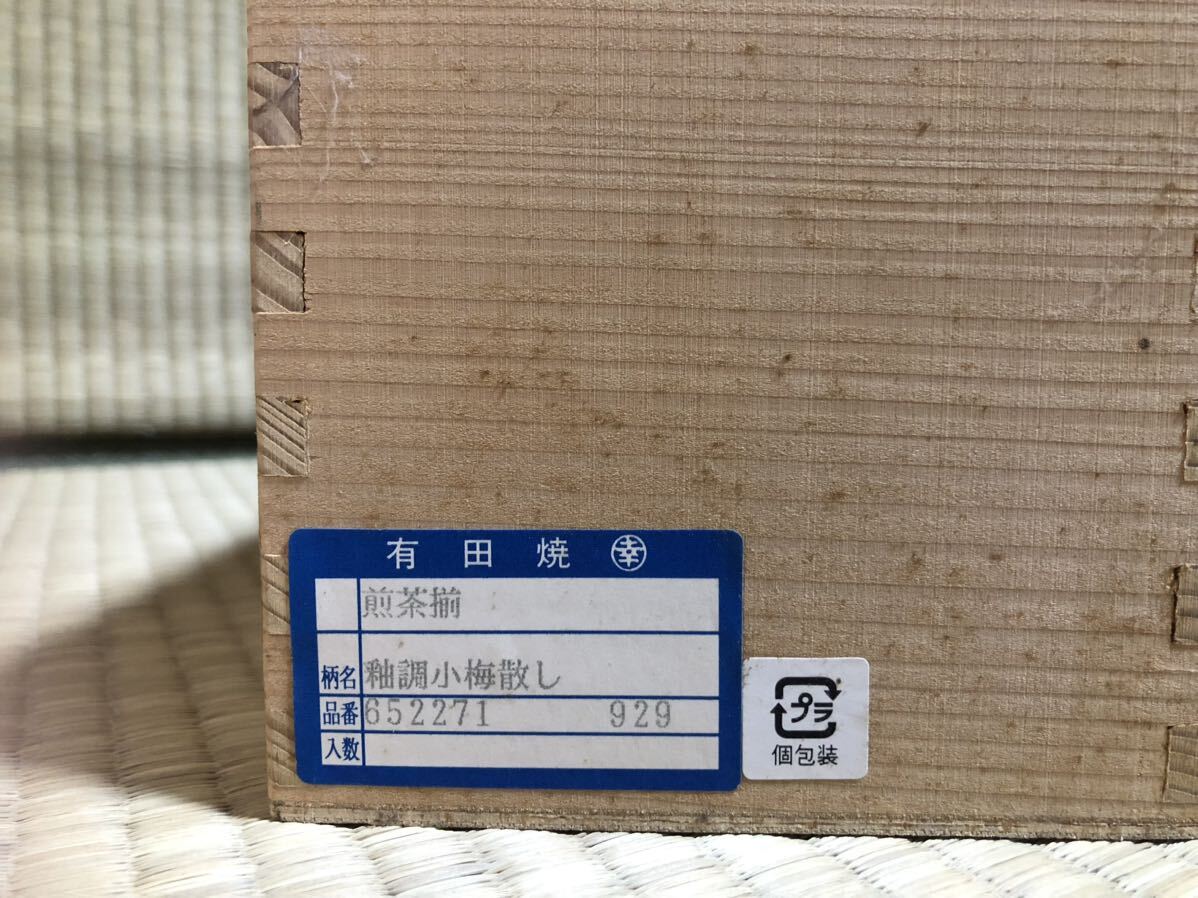 有田焼 幸
煎茶揃
柄名 釉調小梅散し
品番 652271 929
入数
プラ
個包装